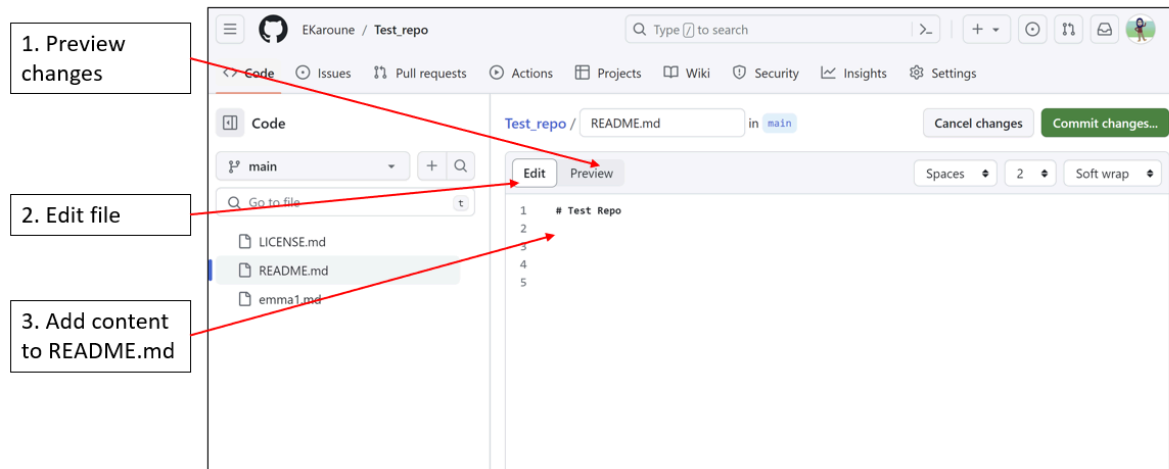 1. Preview
changes
2. Edit file
3. Add content
to README.md
EKaroune / Test_repo
Type / to search
Code Issues Pull requests Actions Projects Wiki Security Insights Settings
Code
main
Go to file t
LICENSE.md
README.md
emma1.md
Test_repo / README.md in main
Cancel changes Commit changes...
Edit Preview
Spaces 2 Soft wrap
1 # Test Repo
2
3
4
5